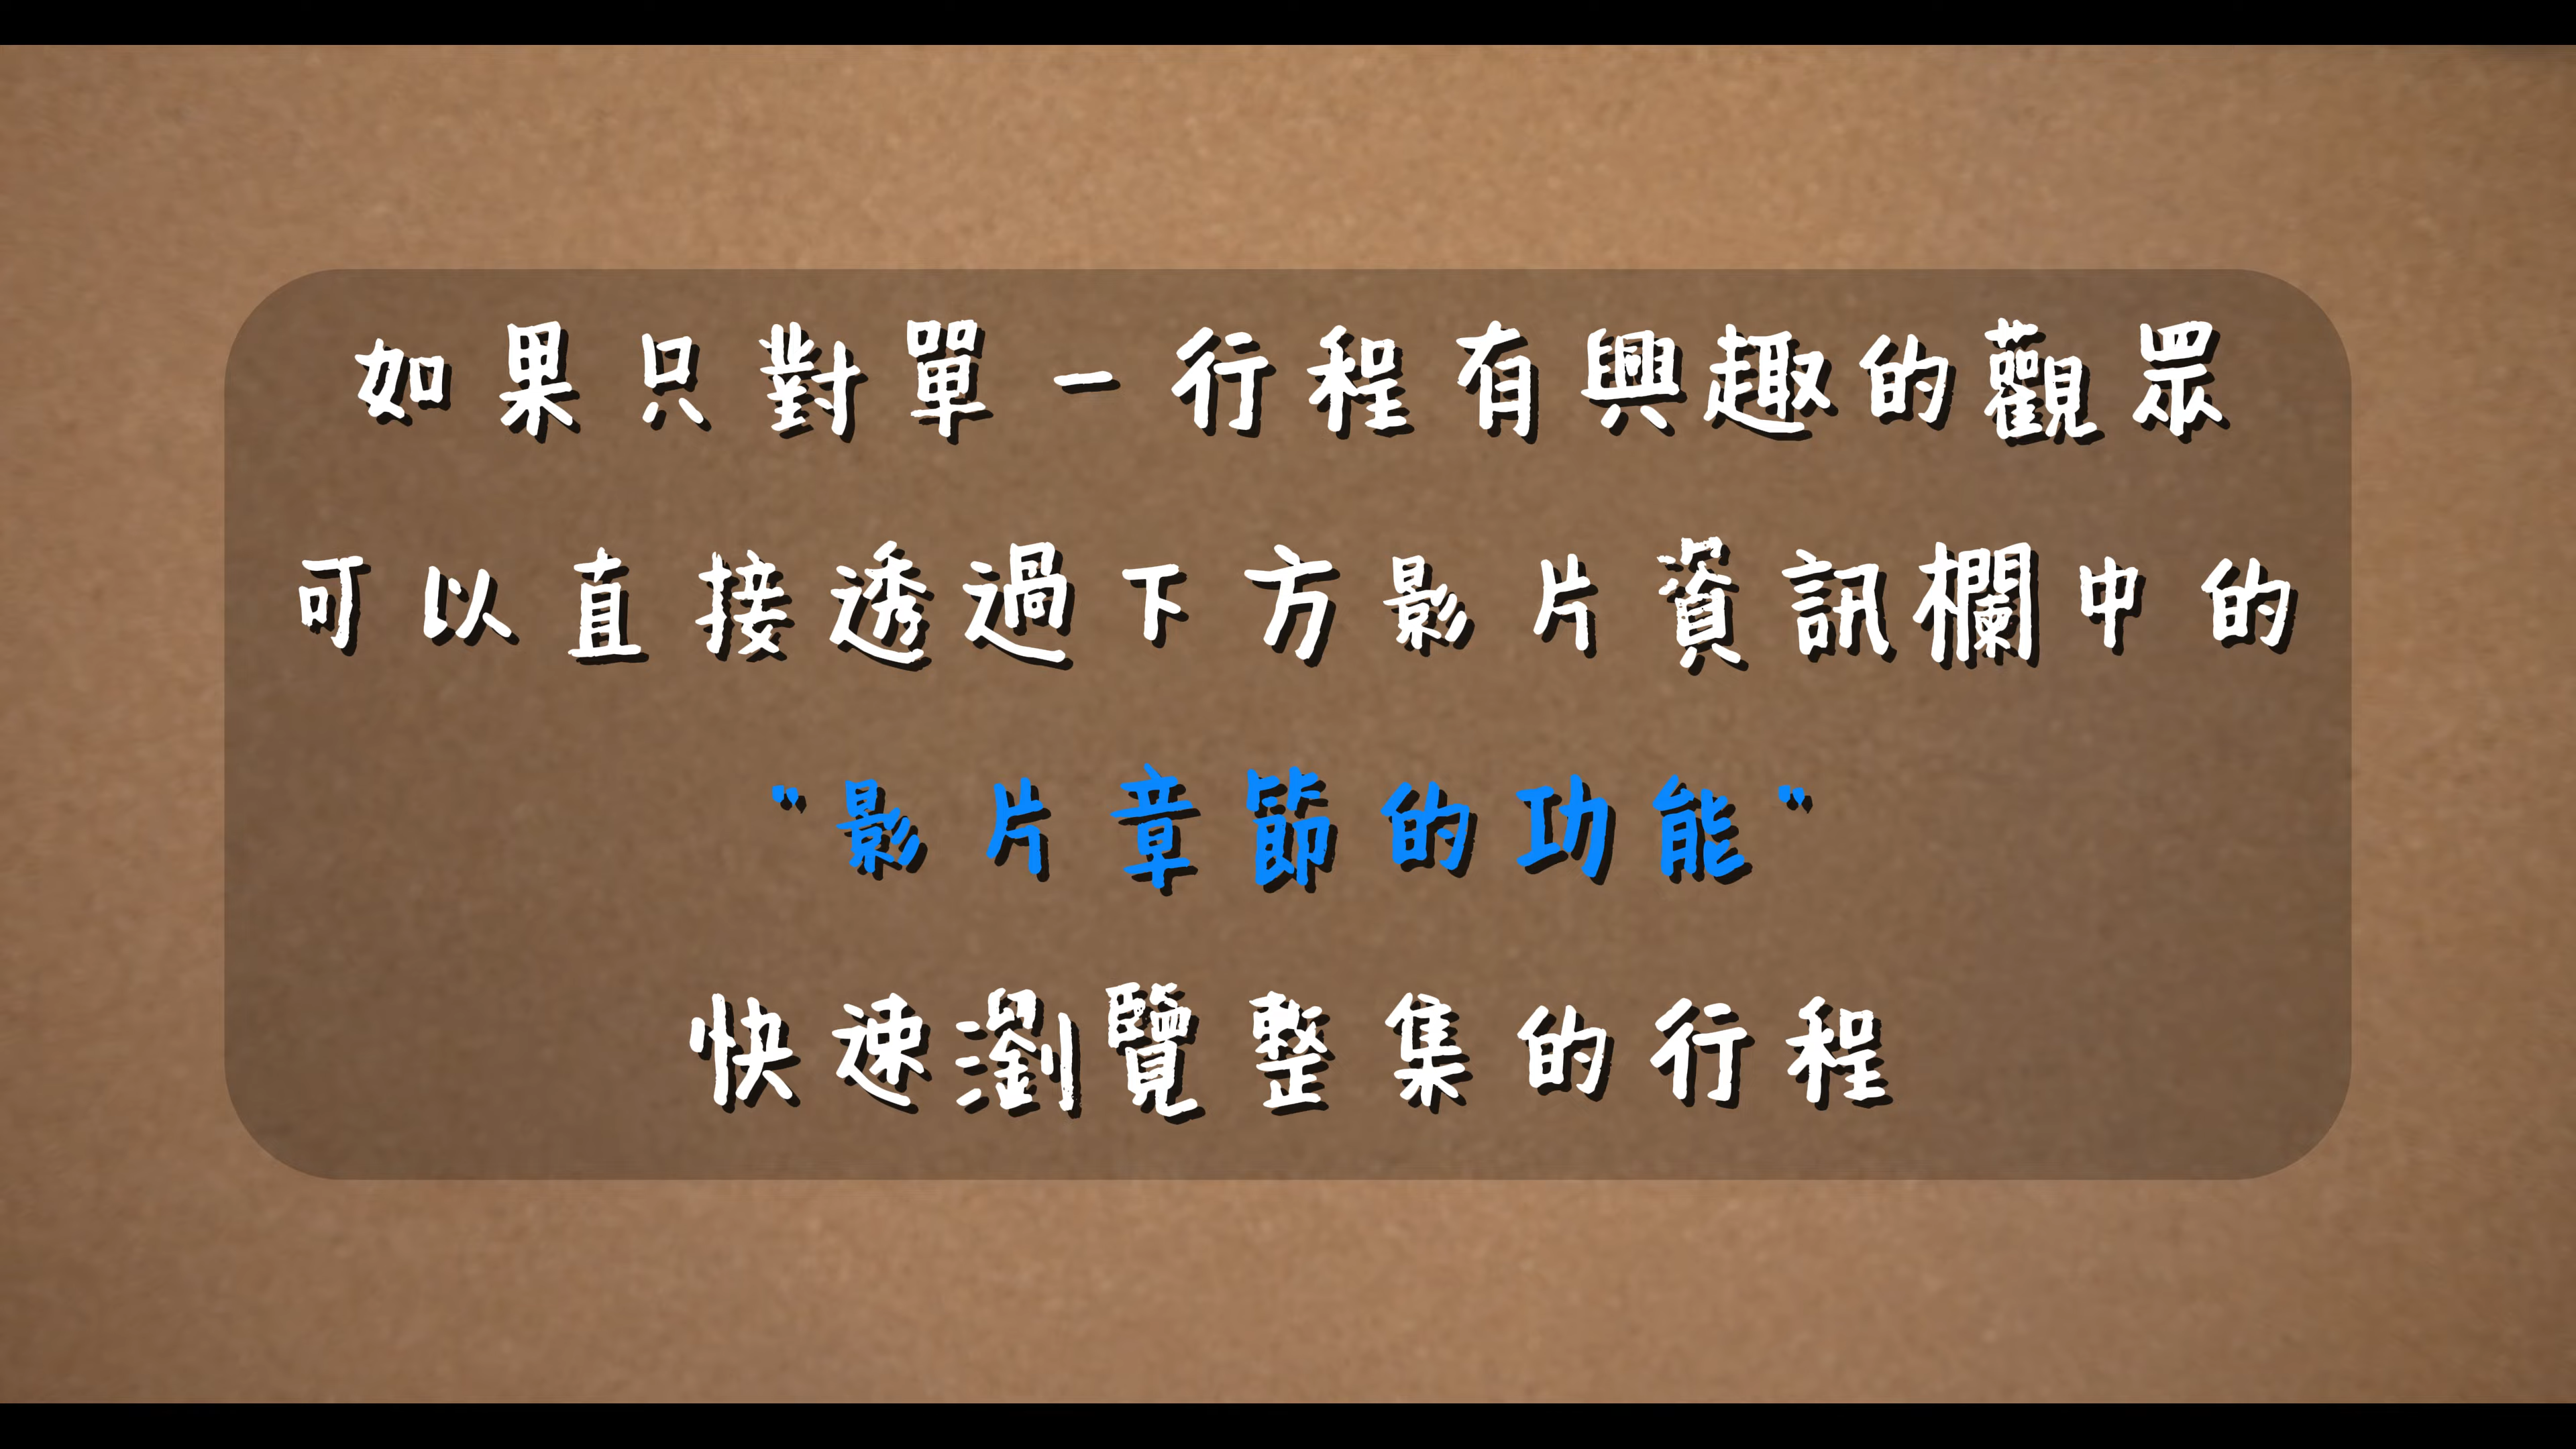 如果只對單一行程有興趣的觀眾
可以直接透過下方影片資訊欄中的
"影片章節的功能"
快速瀏覽整集的行程